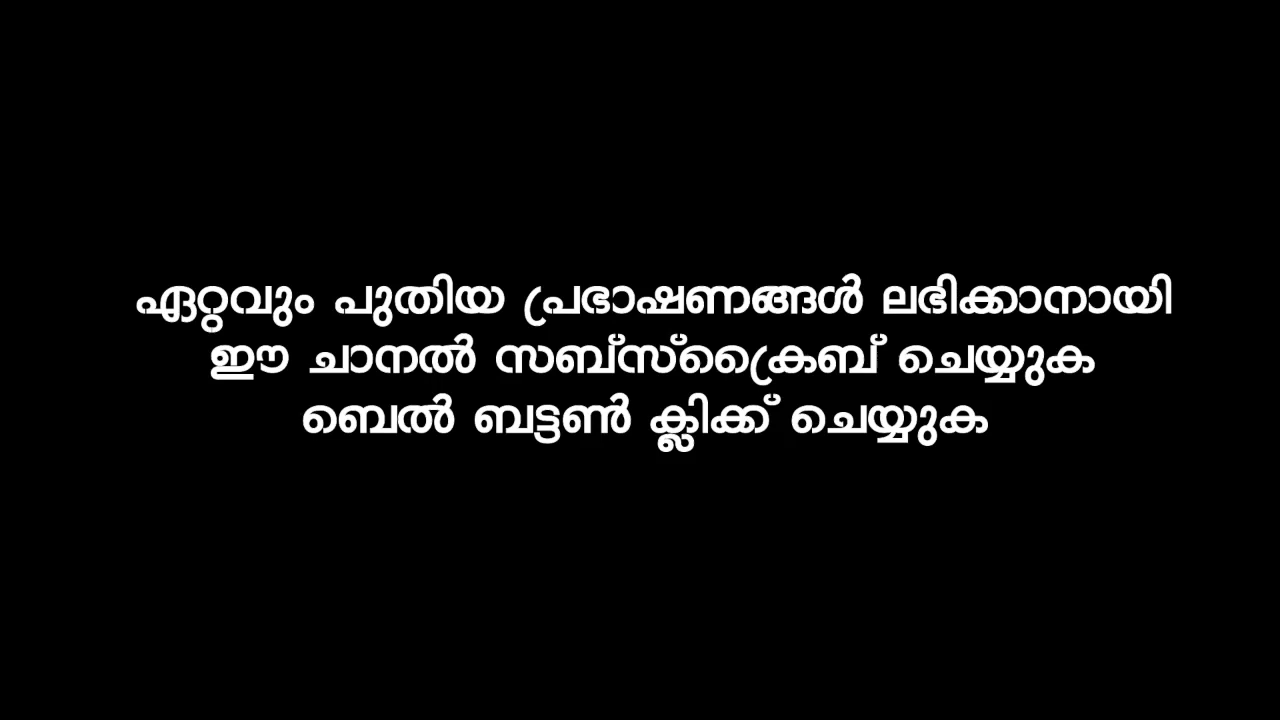 ഏറ്റവും പുതിയ പ്രഭാഷണങ്ങൾ ലഭിക്കാനായി
ഈ ചാനൽ സബ്സ്ക്രൈബ് ചെയ്യുക
ബെൽ ബട്ടൺ ക്ലിക്ക് ചെയ്യുക